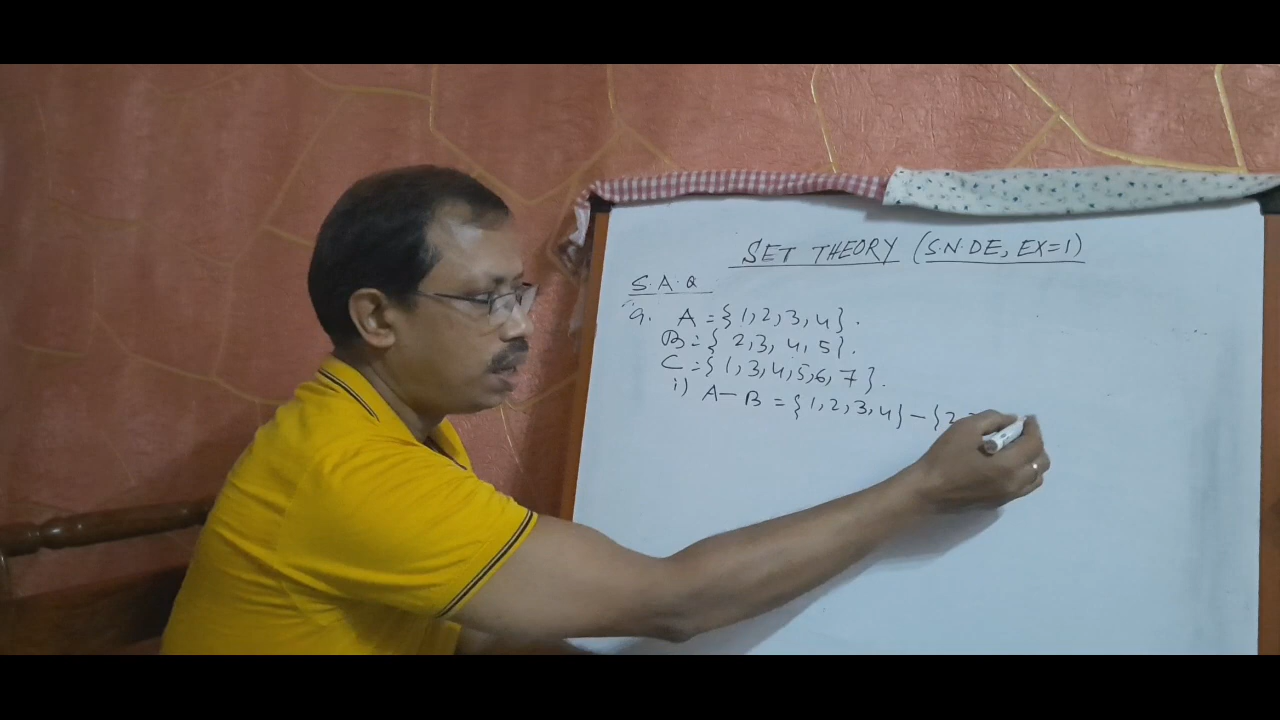 SET THEORY (S.N.DE, EX=1)
S.A.Q
9. A = {1,2,3,4}.
B = { 2,3, 4,5}.
C = {1,3,4,5,6,7}.
i) A - B = {1,2,3,4} - {2,